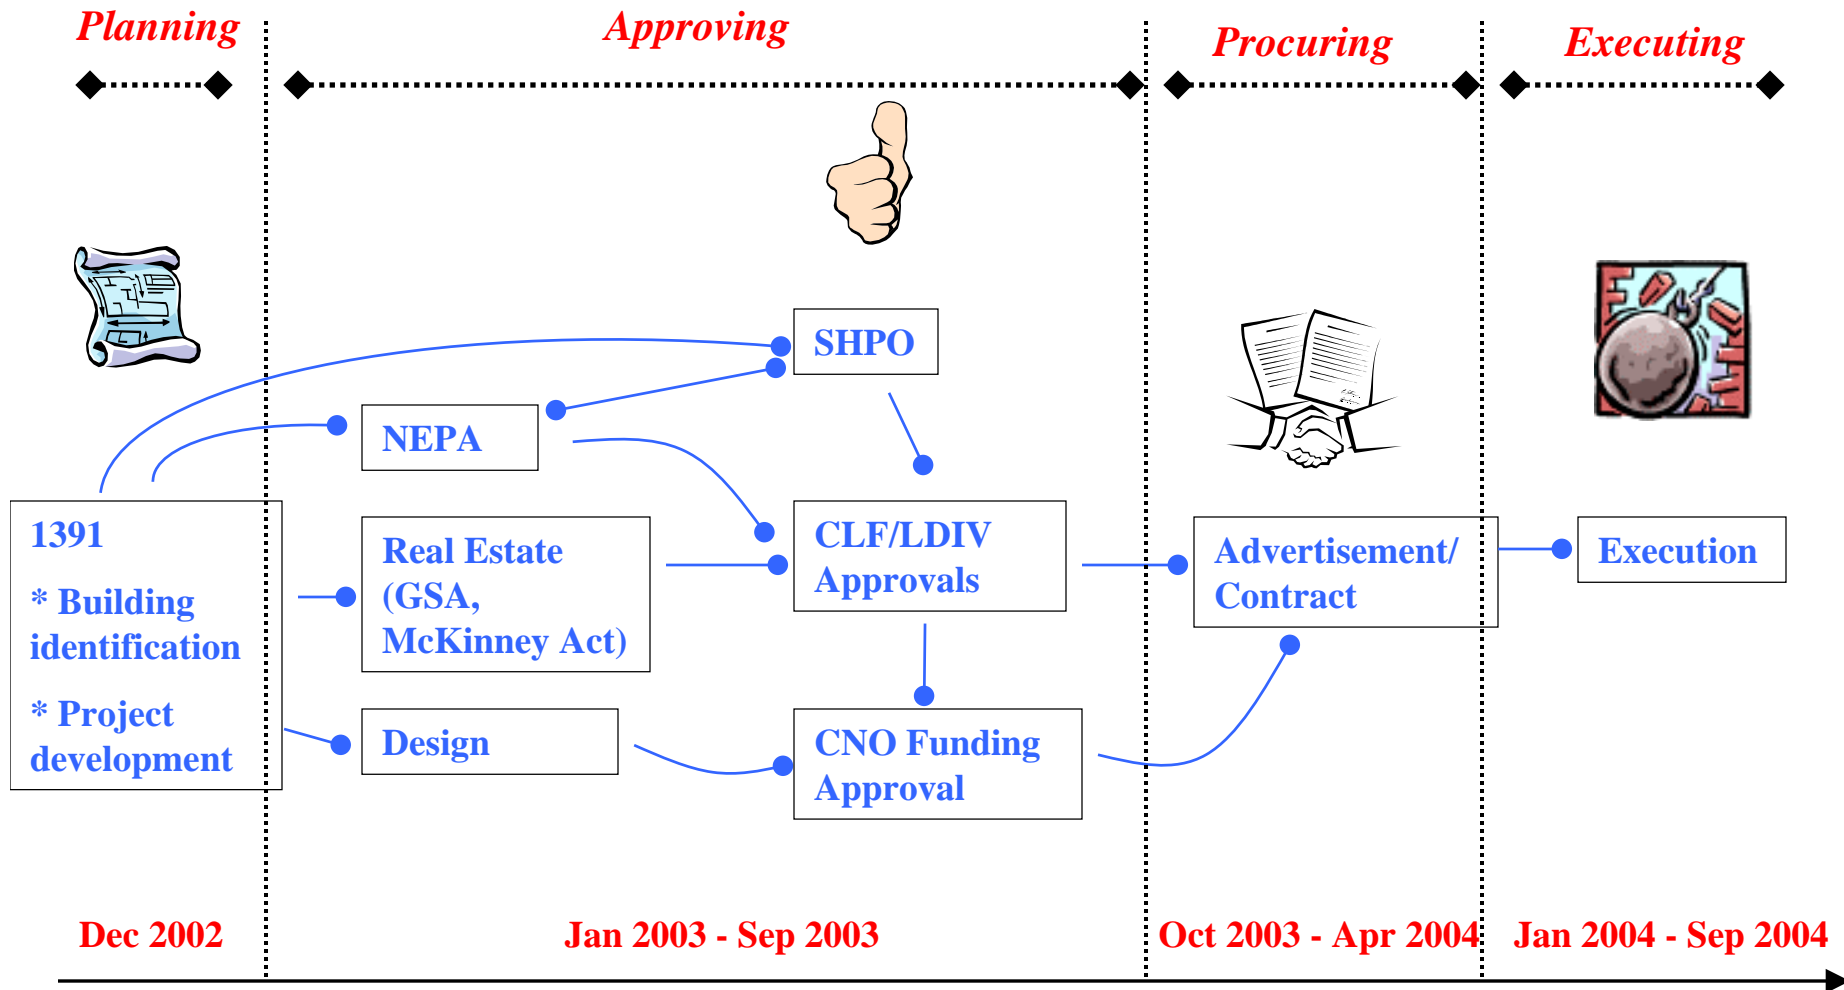 Planning
Approving
Procuring
Executing
SHPO
NEPA
1391
* Building
identification
* Project
development
Real Estate
(GSA,
McKinney Act)
Design
CLF/LDIV
Approvals
CNO Funding
Approval
Advertisement/
Contract
Execution
Dec 2002
Jan 2003 - Sep 2003
Oct 2003 - Apr 2004
Jan 2004 - Sep 2004